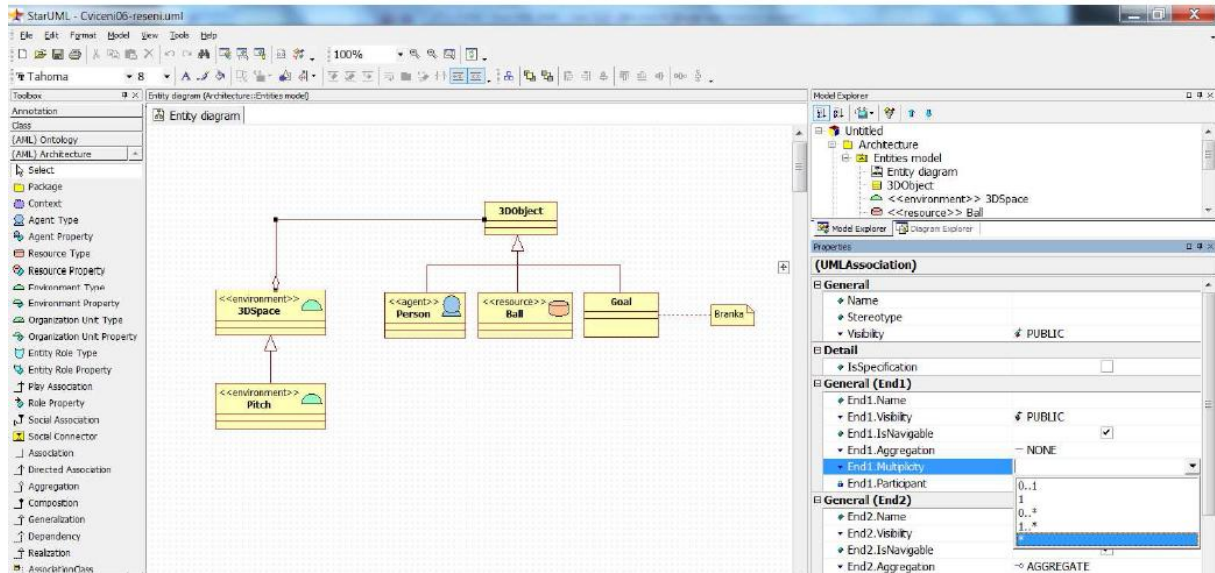 StarUML - Cviceni06-reseni.uml
File Edit Format Model View Tools Help
100%
Tahoma 8
Toolbox
Entity diagram (Architecture::Entities model)
Model Explorer
Annotation
Class
(AML) Ontology
(AML) Architecture
Select
Package
Context
Agent Type
Agent Property
Resource Type
Resource Property
Environment Type
Environment Property
Organization Unit Type
Organization Unit Property
Entity Role Type
Entity Role Property
Play Association
Role Property
Social Association
Social Connector
Association
Directed Association
Aggregation
Composition
Generalization
Dependency
Realization
AssociationClass
Entity diagram
3DObject
<<environment>>
3DSpace
<<agent>>
Person
<<resource>>
Ball
Goal
Branka
<<environment>>
Pitch
Untitled
Architecture
Entities model
Entity diagram
3DObject
<<environment>> 3DSpace
<<resource>> Ball
Model Explorer Diagram Explorer
Properties
(UMLAssociation)
General
Name
Stereotype
Visibility PUBLIC
Detail
IsSpecification
General (End1)
End1.Name
End1.Visibility PUBLIC
End1.IsNavigable
End1.Aggregation NONE
End1.Multiplicity
End1.Participant
0..1
1
0..*
1..*
*
General (End2)
End2.Name
End2.Visibility
End2.IsNavigable
End2.Aggregation AGGREGATE